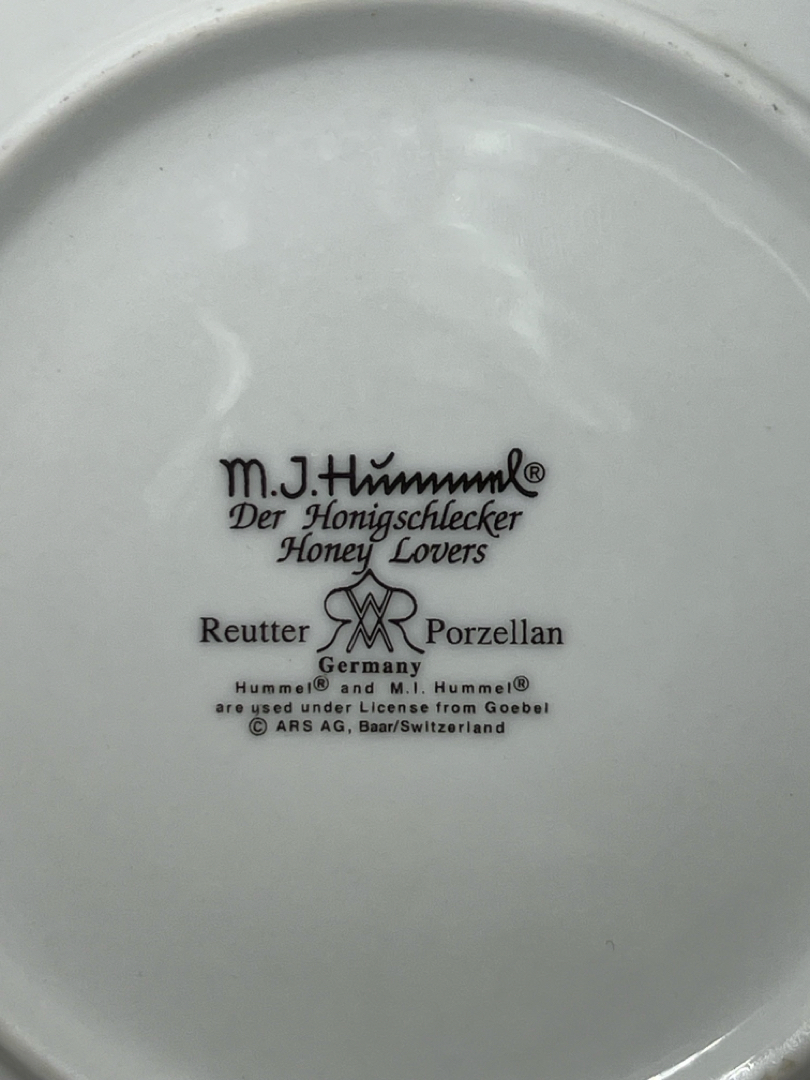 M.J.Hummel®
Der Honigschlecker
Honey Lovers
Reutter WR Porzellan
Germany
Hummel® and M.I. Hummel®
are used under License from Goebel
© ARS AG, Baar/Switzerland